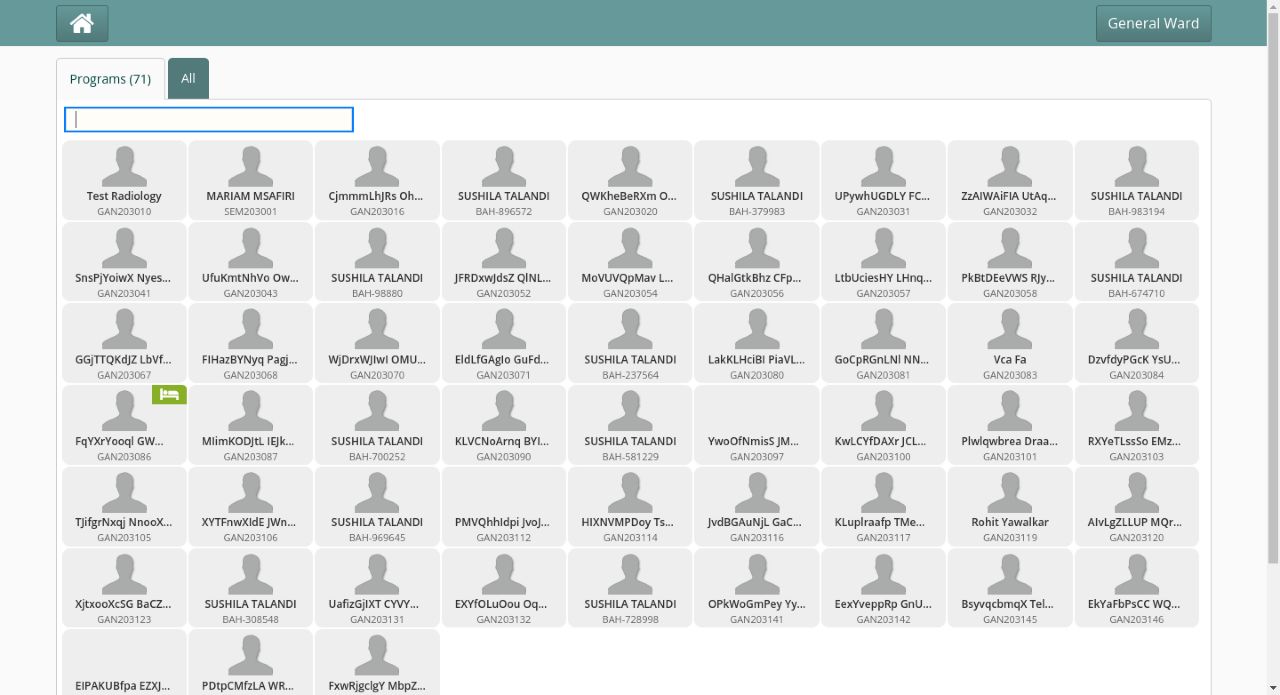 General Ward
Programs (71)
All
Test Radiology
GAN203010
MARIAM MSAFIRI
SEM203001
CjmmmLhJRs Oh...
GAN203016
SUSHILA TALANDI
BAH-896572
QWKheBeRXm O...
GAN203020
SUSHILA TALANDI
BAH-379983
UPywhUGDLY FC...
GAN203031
ZzAIWAiFIA UtAq...
GAN203032
SUSHILA TALANDI
BAH-983194
SnsPjYoiwX Nyes...
GAN203041
UfuKmtNhVo Ow...
GAN203043
SUSHILA TALANDI
BAH-98880
JFRDxwJdsZ QlNL...
GAN203052
MoVUVQpMav L...
GAN203054
QHalGtkBhz CFp...
GAN203056
LtbUciesHY LHnq...
GAN203057
PkBtDEeVWS RJy...
GAN203058
SUSHILA TALANDI
BAH-674710
GGjTTQKdJZ LbVf...
GAN203067
FIHazBYNyq Pagj...
GAN203068
WjDrxWJIwI OMU...
GAN203070
EldLfGAgIo GuFd...
GAN203071
SUSHILA TALANDI
BAH-237564
LakKLHciBI PiaVL...
GAN203080
GoCpRGnLNl NN...
GAN203081
Vca Fa
GAN203083
DzvfdyPGcK YsU...
GAN203084
FqYXrYooql GW...
GAN203086
MIimKODJtL IEJk...
GAN203087
SUSHILA TALANDI
BAH-700252
KLVCNoArnq BYI...
GAN203090
SUSHILA TALANDI
BAH-581229
YwoOfNmisS JM...
GAN203097
KwLCYfDAXr JCL...
GAN203100
Plwlqwbrea Draa...
GAN203101
RXYeTLssSo EMz...
GAN203103
TJifgrNxqj NnooX...
GAN203105
XYTFnwXIdE JWn...
GAN203106
SUSHILA TALANDI
BAH-969645
PMVQhhIdpi JvoJ...
GAN203112
HIXNVMPDoy Ts...
GAN203114
JvdBGAuNjL GaC...
GAN203116
KLuplraafp TMe...
GAN203117
Rohit Yawalkar
GAN203119
AIvLgZLLUP MQr...
GAN203120
XjtxooXcSG BaCZ...
GAN203123
SUSHILA TALANDI
BAH-308548
UafizGjIXT CYVY...
GAN203131
EXYfOLuOou Oq...
GAN203132
SUSHILA TALANDI
BAH-728998
OPkWoGmPey Yy...
GAN203141
EexYveppRp GnU...
GAN203142
BsyvqcbmqX Tel...
GAN203145
EkYaFbPsCC WQ...
GAN203146
EIPAKUBfpa EZXJ...
PDtpCMfzLA WR...
FxwRjgclgY MbpZ...